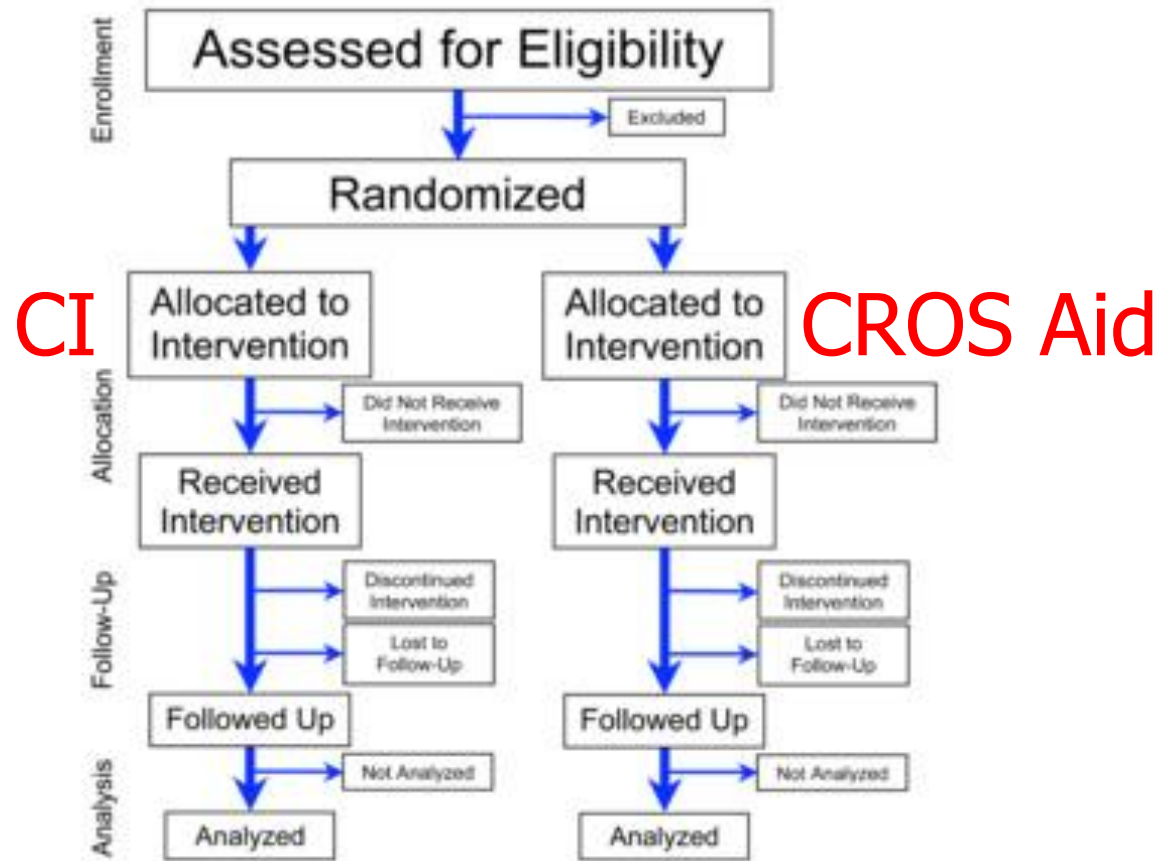 Enrollment
Assessed for Eligibility
Excluded
Randomized
CI
Allocated to
Intervention
Allocated to
Intervention
CROS Aid
Allocation
Did Not Receive
Intervention
Did Not Receive
Intervention
Received
Intervention
Received
Intervention
Follow-Up
Discontinued
Intervention
Discontinued
Intervention
Lost to
Follow-Up
Lost to
Follow-Up
Followed Up
Followed Up
Analysis
Not Analyzed
Not Analyzed
Analyzed
Analyzed